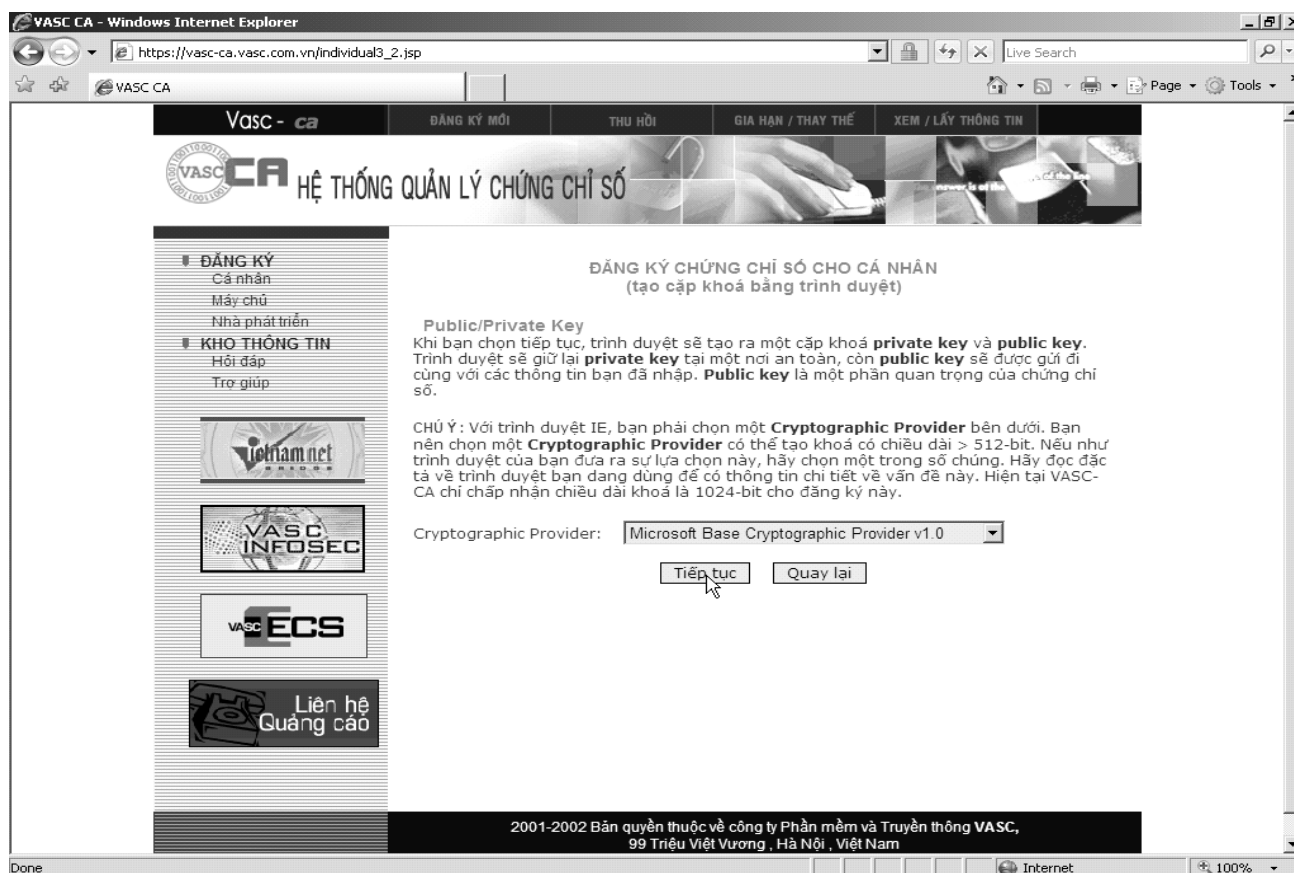 VASC CA - Windows Internet Explorer
https://vasc-ca.vasc.com.vn/individual3_2.jsp
Live Search
VASC CA
Page
Tools
Vasc - ca
ĐĂNG KÝ MỚI
THU HỒI
GIA HẠN / THAY THẾ
XEM / LẤY THÔNG TIN
VASC CA
HỆ THỐNG QUẢN LÝ CHỨNG CHỈ SỐ
ĐĂNG KÝ
Cá nhân
Máy chủ
Nhà phát triển
KHO THÔNG TIN
Hỏi đáp
Trợ giúp
vietnam net
VASC
INFOSEC
VASC ECS
Liên hệ
Quảng cáo
ĐĂNG KÝ CHỨNG CHỈ SỐ CHO CÁ NHÂN
(tạo cặp khoá bằng trình duyệt)
Public/Private Key
Khi bạn chọn tiếp tục, trình duyệt sẽ tạo ra một cặp khoá private key và public key.
Trình duyệt sẽ giữ lại private key tại một nơi an toàn, còn public key sẽ được gửi đi
cùng với các thông tin bạn đã nhập. Public key là một phần quan trọng của chứng chỉ
số.
CHÚ Ý: Với trình duyệt IE, bạn phải chọn một Cryptographic Provider bên dưới. Bạn
nên chọn một Cryptographic Provider có thể tạo khoá có chiều dài > 512-bit. Nếu như
trình duyệt của bạn đưa ra sự lựa chọn này, hãy chọn một trong số chúng. Hãy đọc đặc
tả về trình duyệt bạn dang dùng để có thông tin chi tiết về vấn đề này. Hiện tại VASC-
CA chỉ chấp nhận chiều dài khoá là 1024-bit cho đăng ký này.
Cryptographic Provider:
Microsoft Base Cryptographic Provider v1.0
Tiếp tục
Quay lại
2001-2002 Bản quyền thuộc về công ty Phần mềm và Truyền thông VASC,
99 Triệu Việt Vương , Hà Nội , Việt Nam
Done
Internet
100%